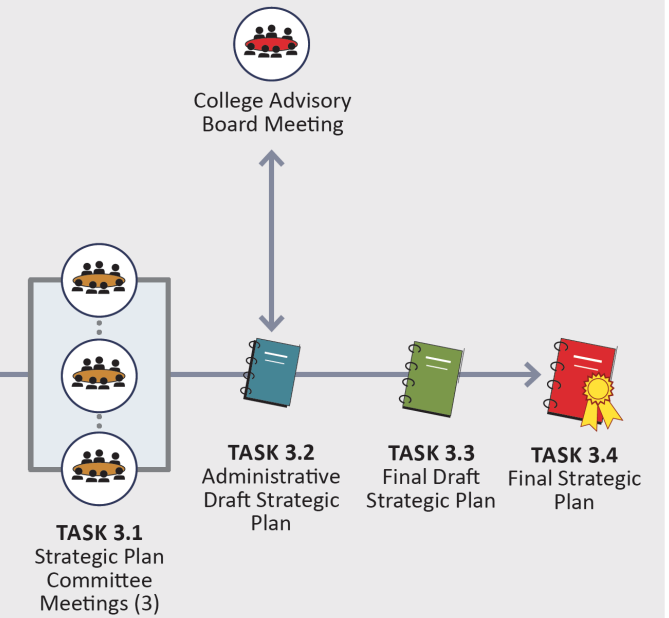 College Advisory
Board Meeting
TASK 3.1
Strategic Plan
Committee
Meetings (3)
TASK 3.2
Administrative
Draft Strategic
Plan
TASK 3.3
Final Draft
Strategic Plan
TASK 3.4
Final Strategic
Plan